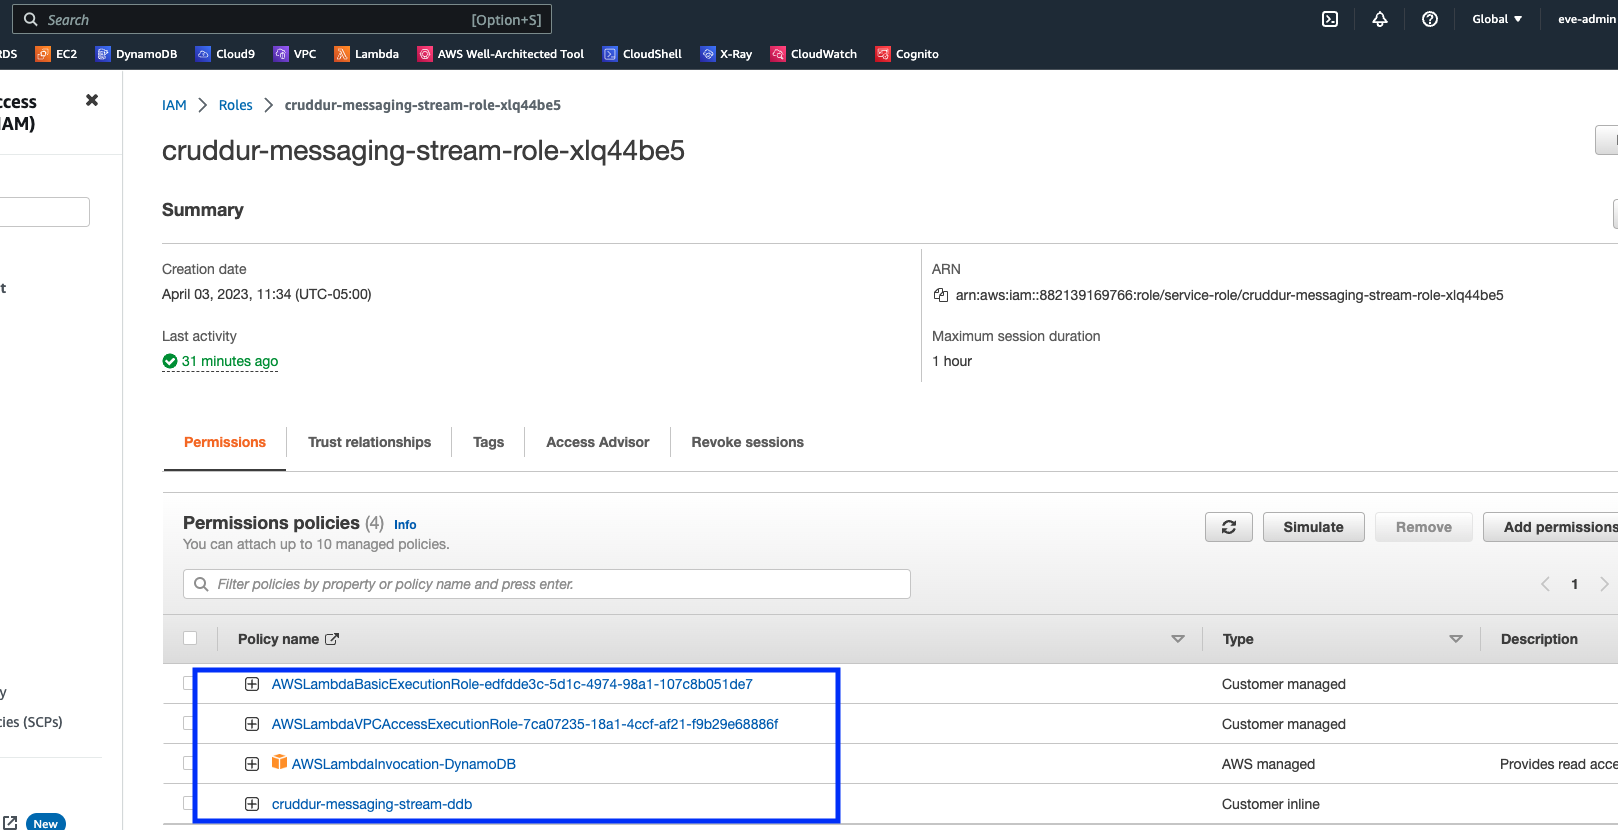 Search [Option+S] Global eve-admin
RDS EC2 DynamoDB Cloud9 VPC Lambda AWS Well-Architected Tool CloudShell X-Ray CloudWatch Cognito
IAM Roles cruddur-messaging-stream-role-xlq44be5
cruddur-messaging-stream-role-xlq44be5
Summary
Creation date
April 03, 2023, 11:34 (UTC-05:00)
ARN
arn:aws:iam::882139169766:role/service-role/cruddur-messaging-stream-role-xlq44be5
Last activity
31 minutes ago
Maximum session duration
1 hour
Permissions Trust relationships Tags Access Advisor Revoke sessions
Permissions policies (4) Info
You can attach up to 10 managed policies.
Simulate Remove Add permissions
Filter policies by property or policy name and press enter.
1
Policy name Type Description
AWSLambdaBasicExecutionRole-edfdde3c-5d1c-4974-98a1-107c8b051de7 Customer managed
AWSLambdaVPCAccessExecutionRole-7ca07235-18a1-4ccf-af21-f9b29e68886f Customer managed
AWSLambdaInvocation-DynamoDB AWS managed Provides read acce
cruddur-messaging-stream-ddb Customer inline
(SCPs)
New